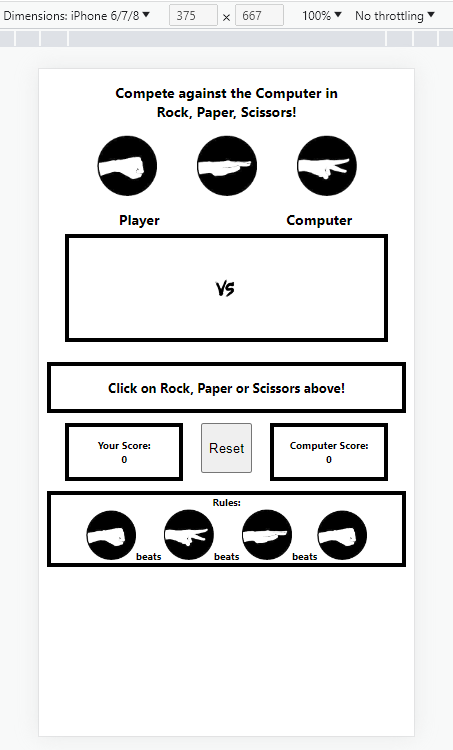 Dimensions: iPhone 6/7/8 ▼ 375 × 667 100% ▼ No throttling ▼
Compete against the Computer in
Rock, Paper, Scissors!
Player Computer
VS
Click on Rock, Paper or Scissors above!
Your Score:
0
Reset
Computer Score:
0
Rules:
beats beats beats